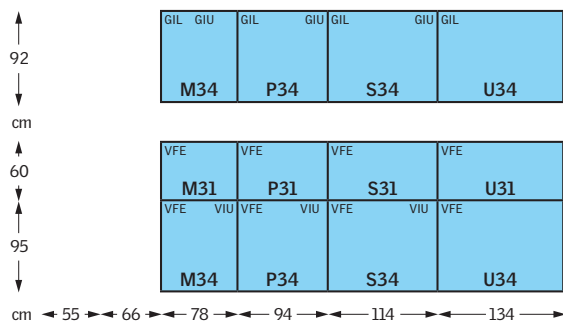 GIL GIU GIL GIU GIL GIU GIL
92
M34 P34 S34 U34
cm
VFE VFE VFE VFE
60
M31 P31 S31 U31
VFE VIU VFE VIU VFE VIU VFE
95
M34 P34 S34 U34
cm 55 66 78 94 114 134